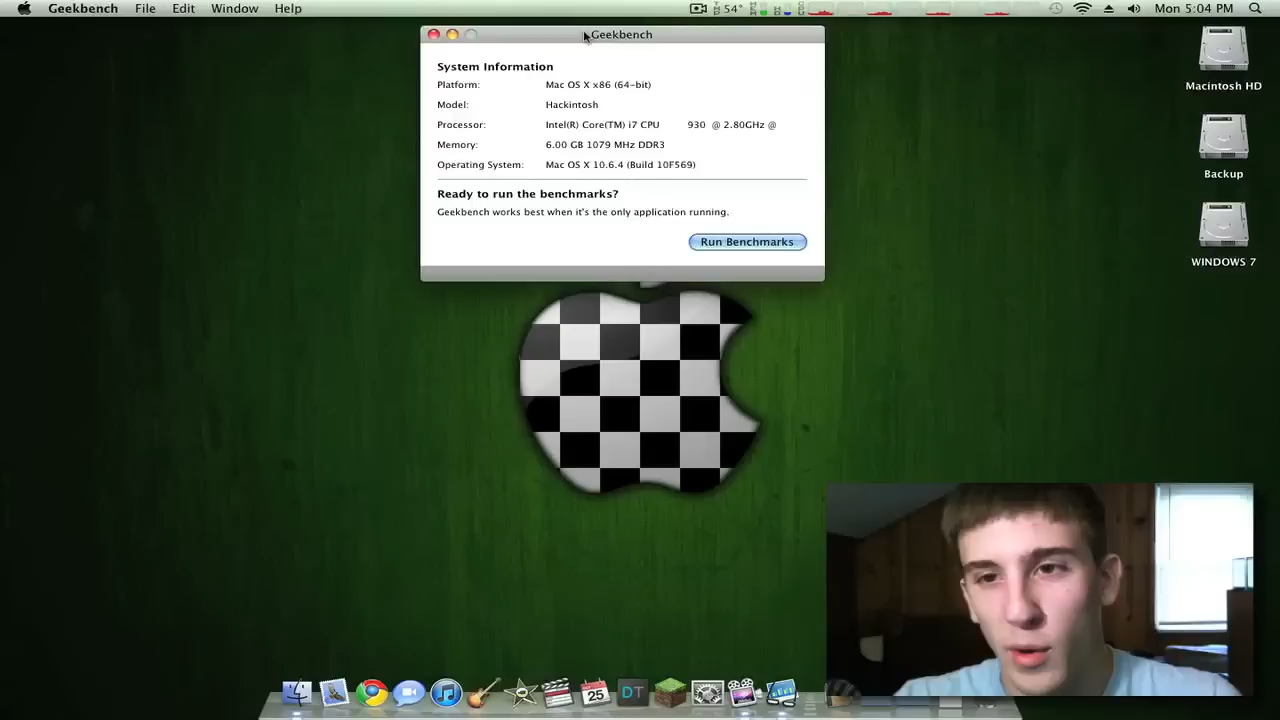 Geekbench File Edit Window Help 54° Mon 5:04 PM
Geekbench
System Information
Platform: Mac OS X x86 (64-bit)
Model: Hackintosh
Processor: Intel(R) Core(TM) i7 CPU 930 @ 2.80GHz @
Memory: 6.00 GB 1079 MHz DDR3
Operating System: Mac OS X 10.6.4 (Build 10F569)
Ready to run the benchmarks?
Geekbench works best when it's the only application running.
Run Benchmarks
Macintosh HD
Backup
WINDOWS 7
25
DT